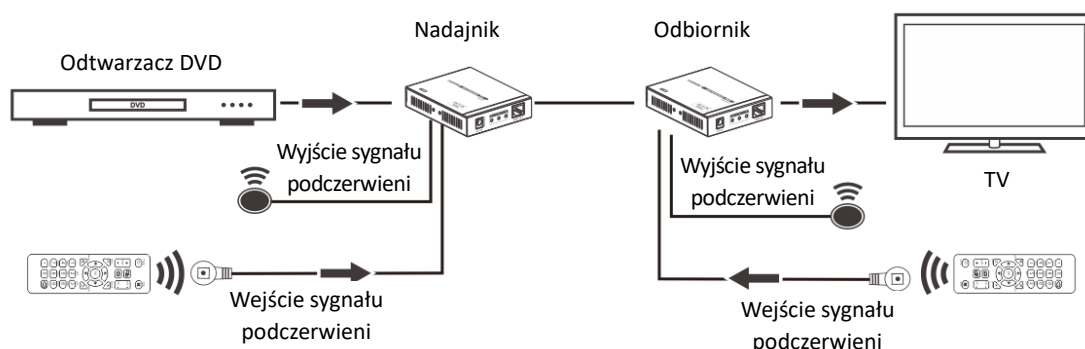 Nadajnik
Odbiornik
Odtwarzacz DVD
DVD
Wyjście sygnału
podczerwieni
Wyjście sygnału
podczerwieni
TV
Wejście sygnału
podczerwieni
Wejście sygnału
podczerwieni